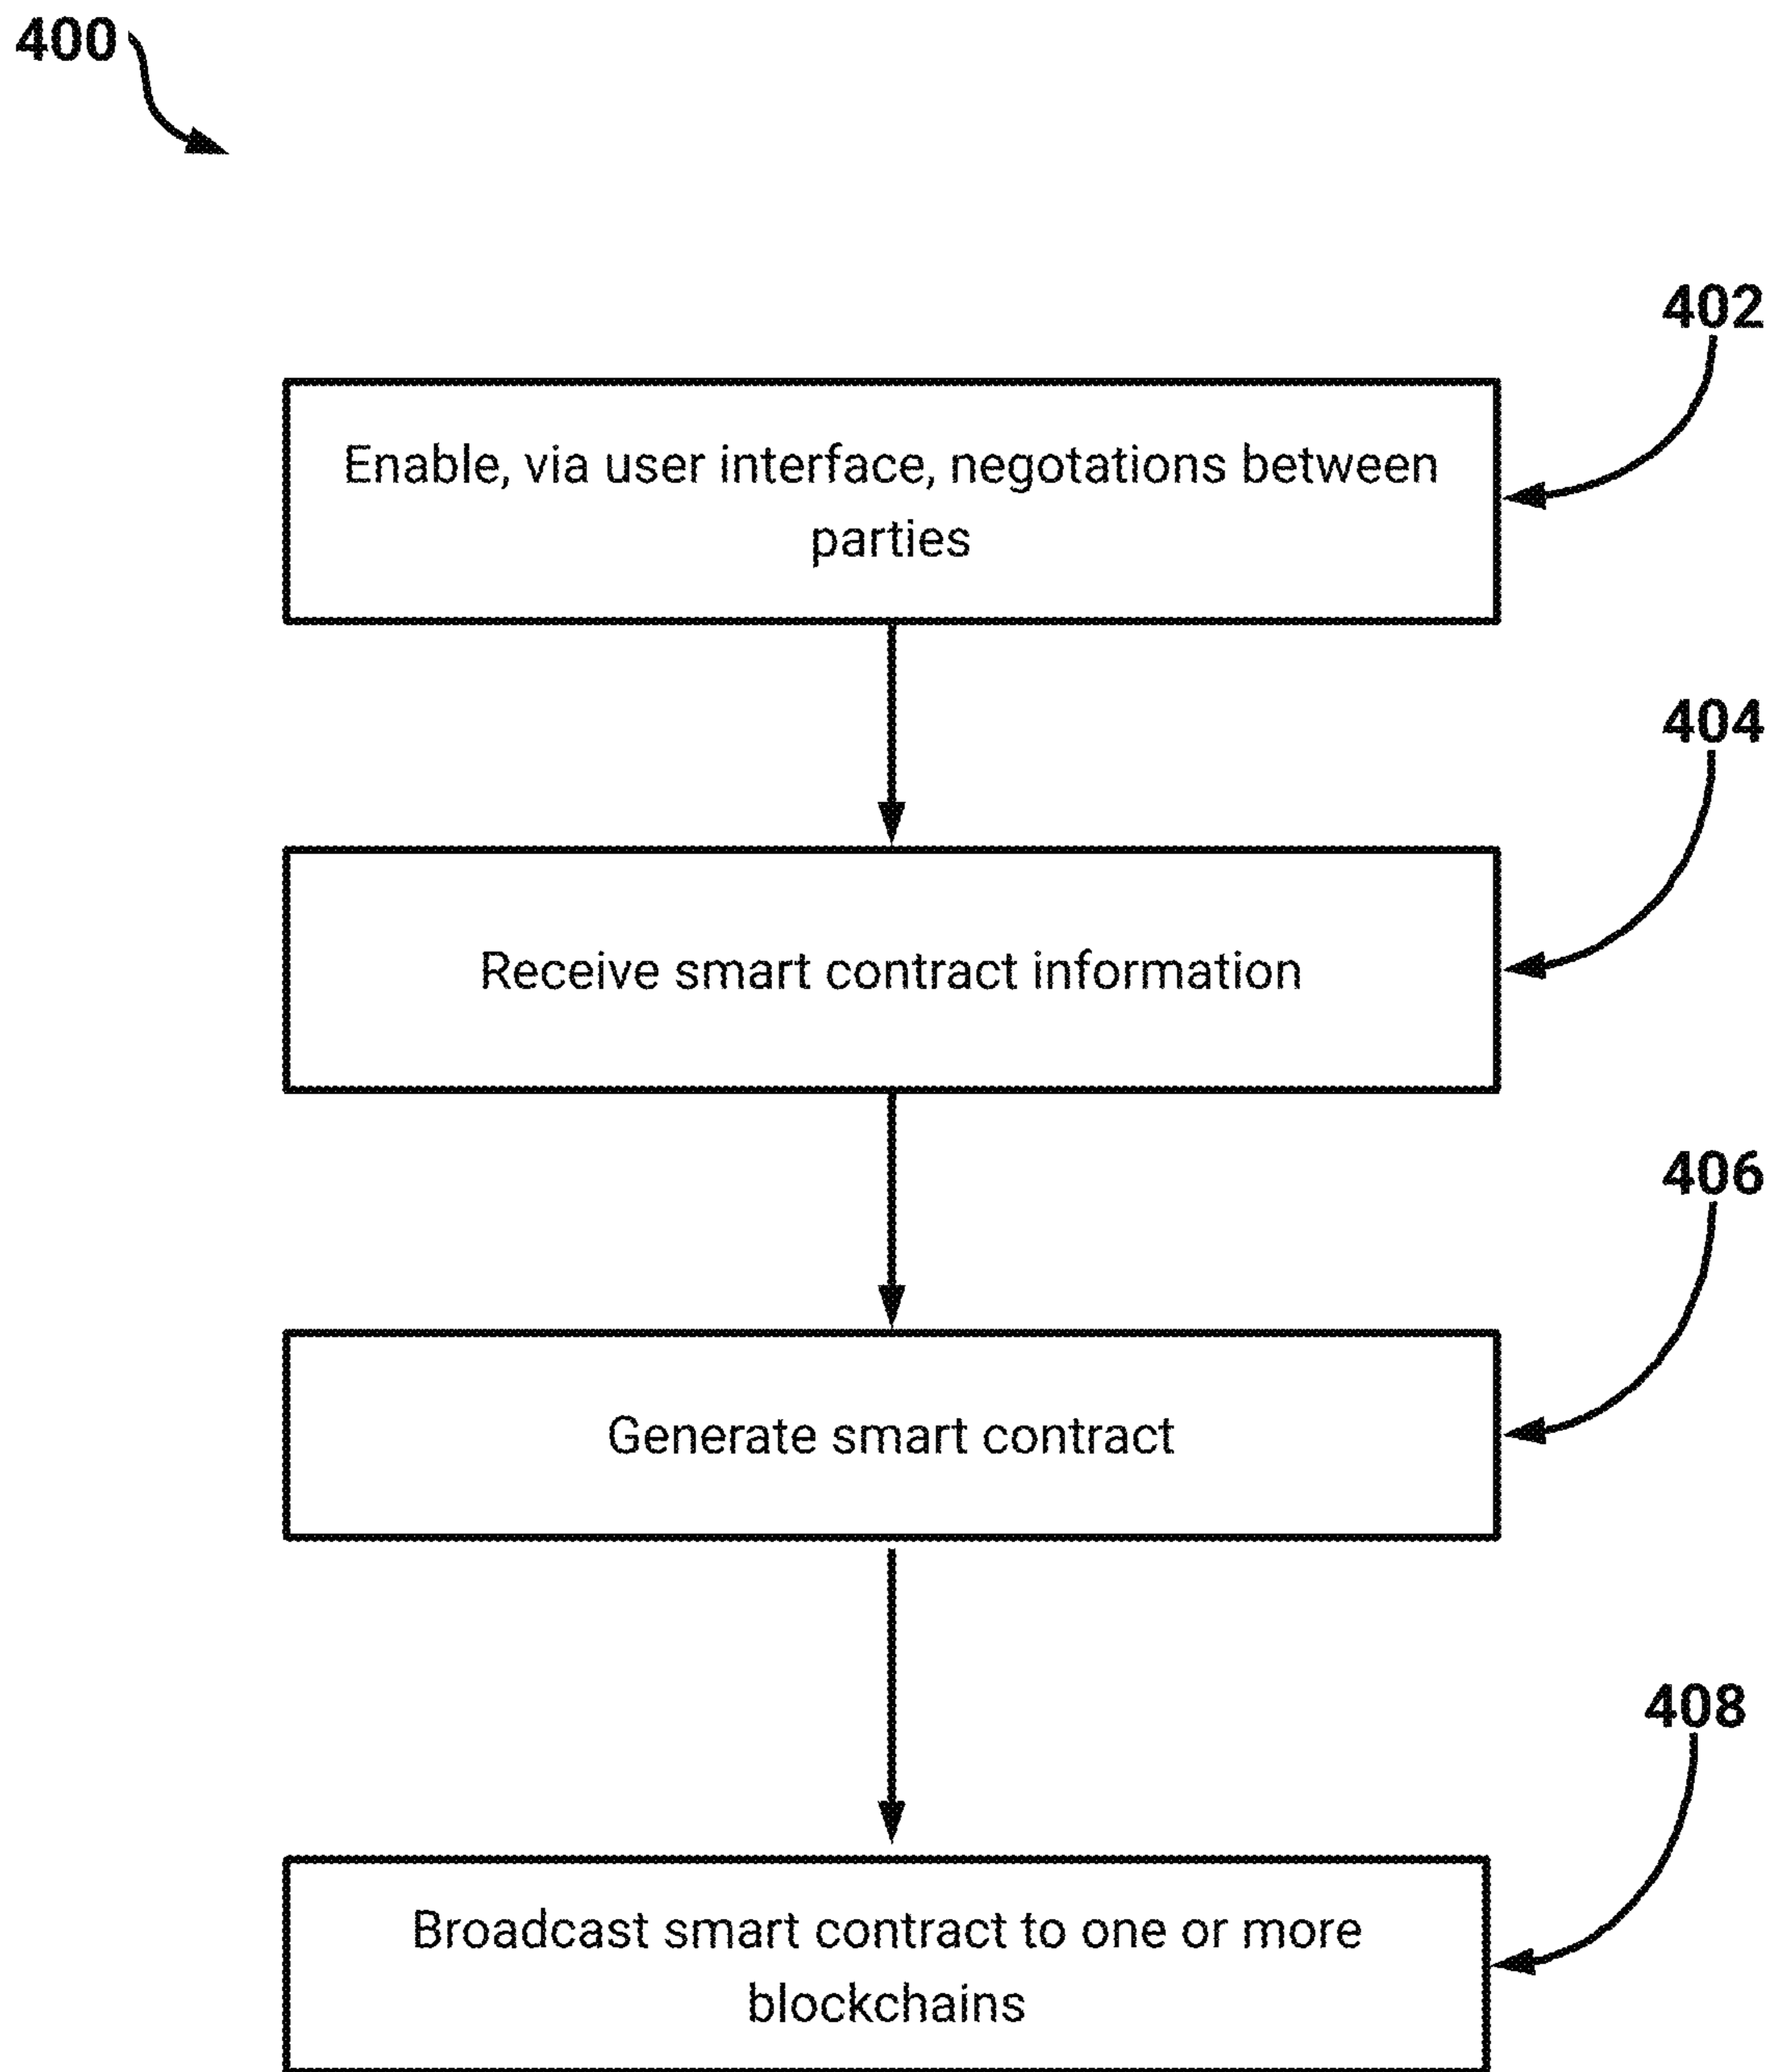 400
402
Enable, via user interface, negotations between
parties
404
Receive smart contract information
406
Generate smart contract
408
Broadcast smart contract to one or more
blockchains